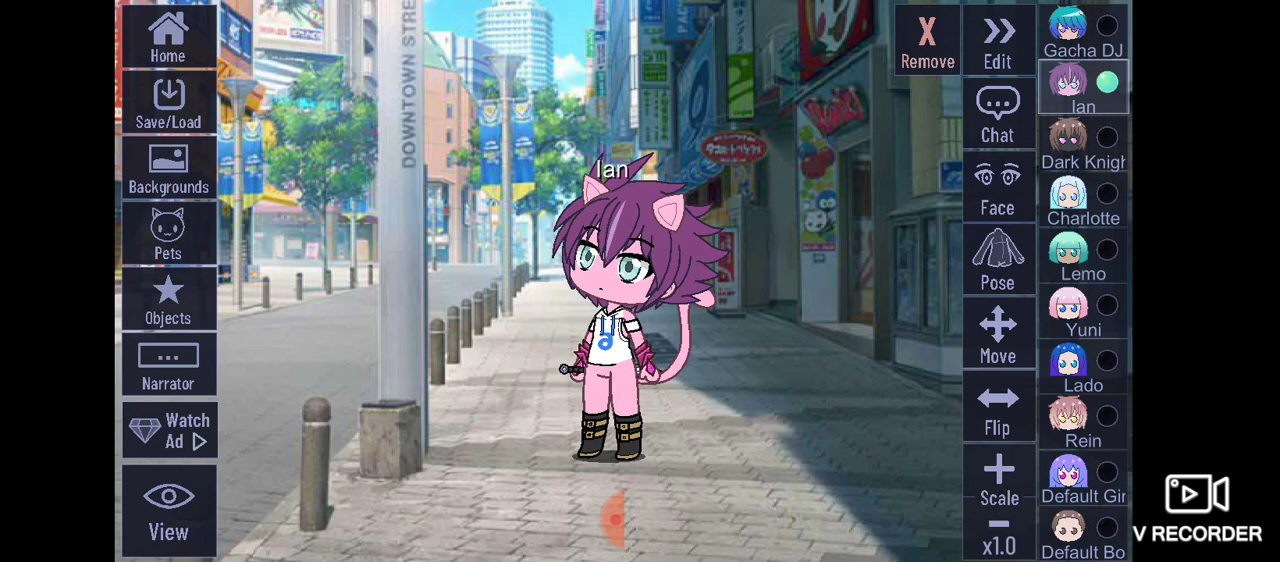 Home
Save/Load
Backgrounds
Pets
Objects
Narrator
Watch
Ad
View
DOWNTOWN STRE
Ian
X
Remove
Edit
Chat
Face
Pose
Move
Flip
Scale
x1.0
Gacha DJ
Ian
Dark Knigh
Charlotte
Lemo
Yuni
Lado
Rein
Default Gir
Default Bo
V RECORDER